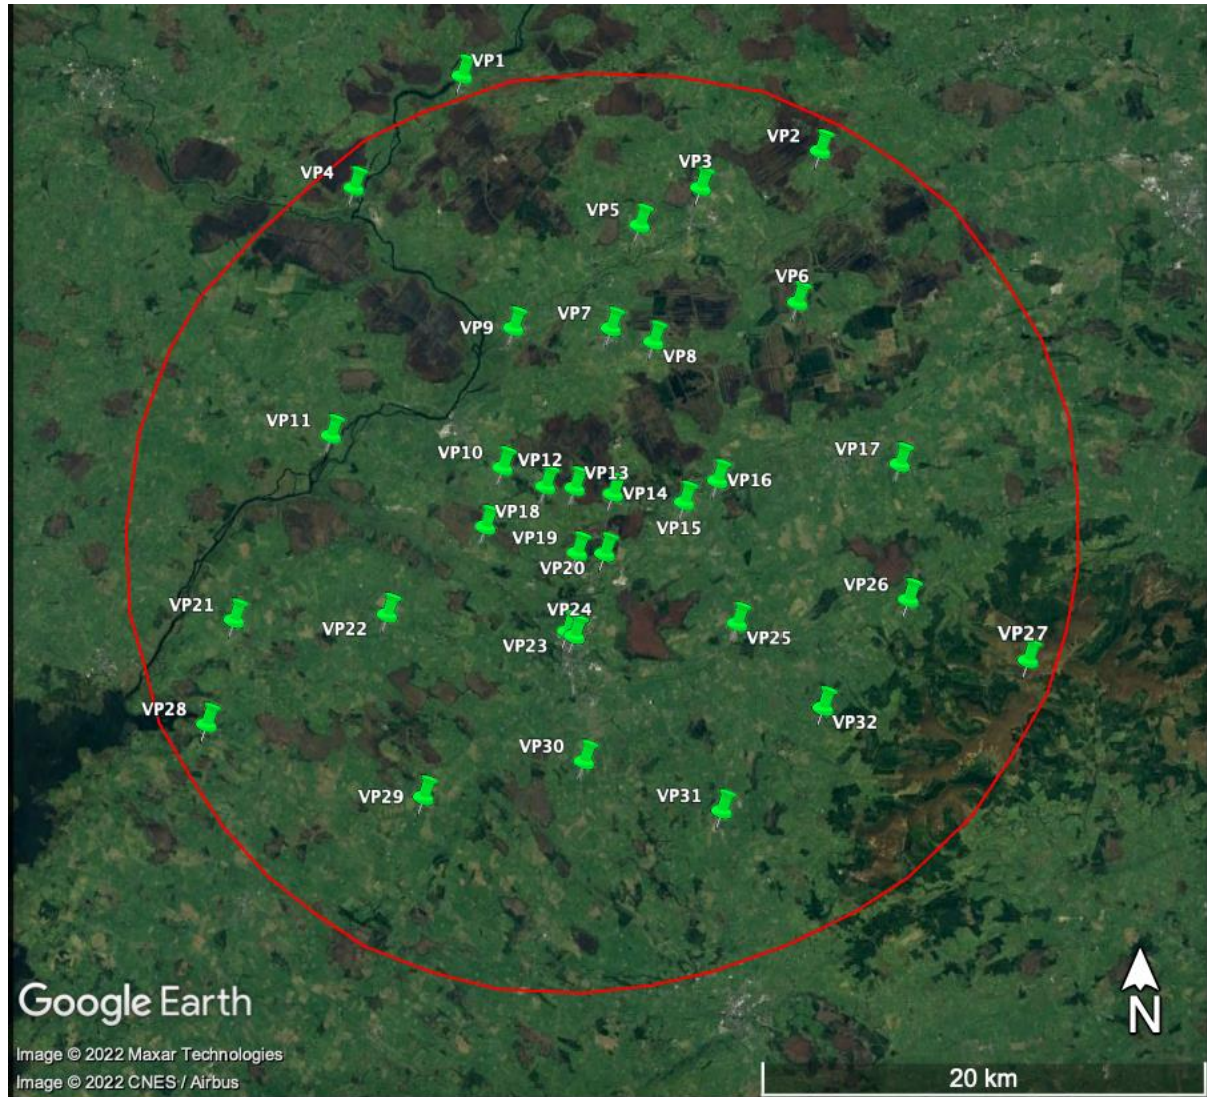 VP1
VP2
VP3
VP4
VP5
VP6
VP7
VP9
VP8
VP11
VP17
VP10
VP12
VP13
VP16
VP14
VP18
VP15
VP19
VP20
VP26
VP21
VP24
VP22
VP27
VP25
VP23
VP28
VP32
VP30
VP29
VP31
Google Earth
N
Image © 2022 Maxar Technologies
Image © 2022 CNES / Airbus
20 km